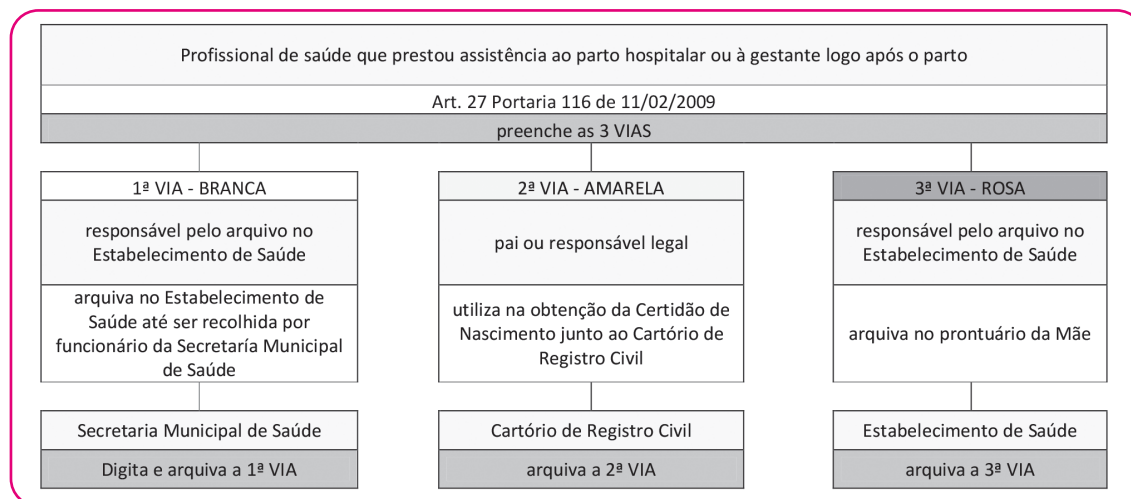 Profissional de saúde que prestou assistência ao parto hospitalar ou à gestante logo após o parto
Art. 27 Portaria 116 de 11/02/2009
preenche as 3 VIAS
1ª VIA - BRANCA
responsável pelo arquivo no
Estabelecimento de Saúde
arquiva no Estabelecimento de
Saúde até ser recolhida por
funcionário da Secretaría Municipal
de Saúde
Secretaria Municipal de Saúde
Digita e arquiva a 1ª VIA
2ª VIA - AMARELA
pai ou responsável legal
utiliza na obtenção da Certidão de
Nascimento junto ao Cartório de
Registro Civil
Cartório de Registro Civil
arquiva a 2ª VIA
3ª VIA - ROSA
responsável pelo arquivo no
Estabelecimento de Saúde
arquiva no prontuário da Mãe
Estabelecimento de Saúde
arquiva a 3ª VIA